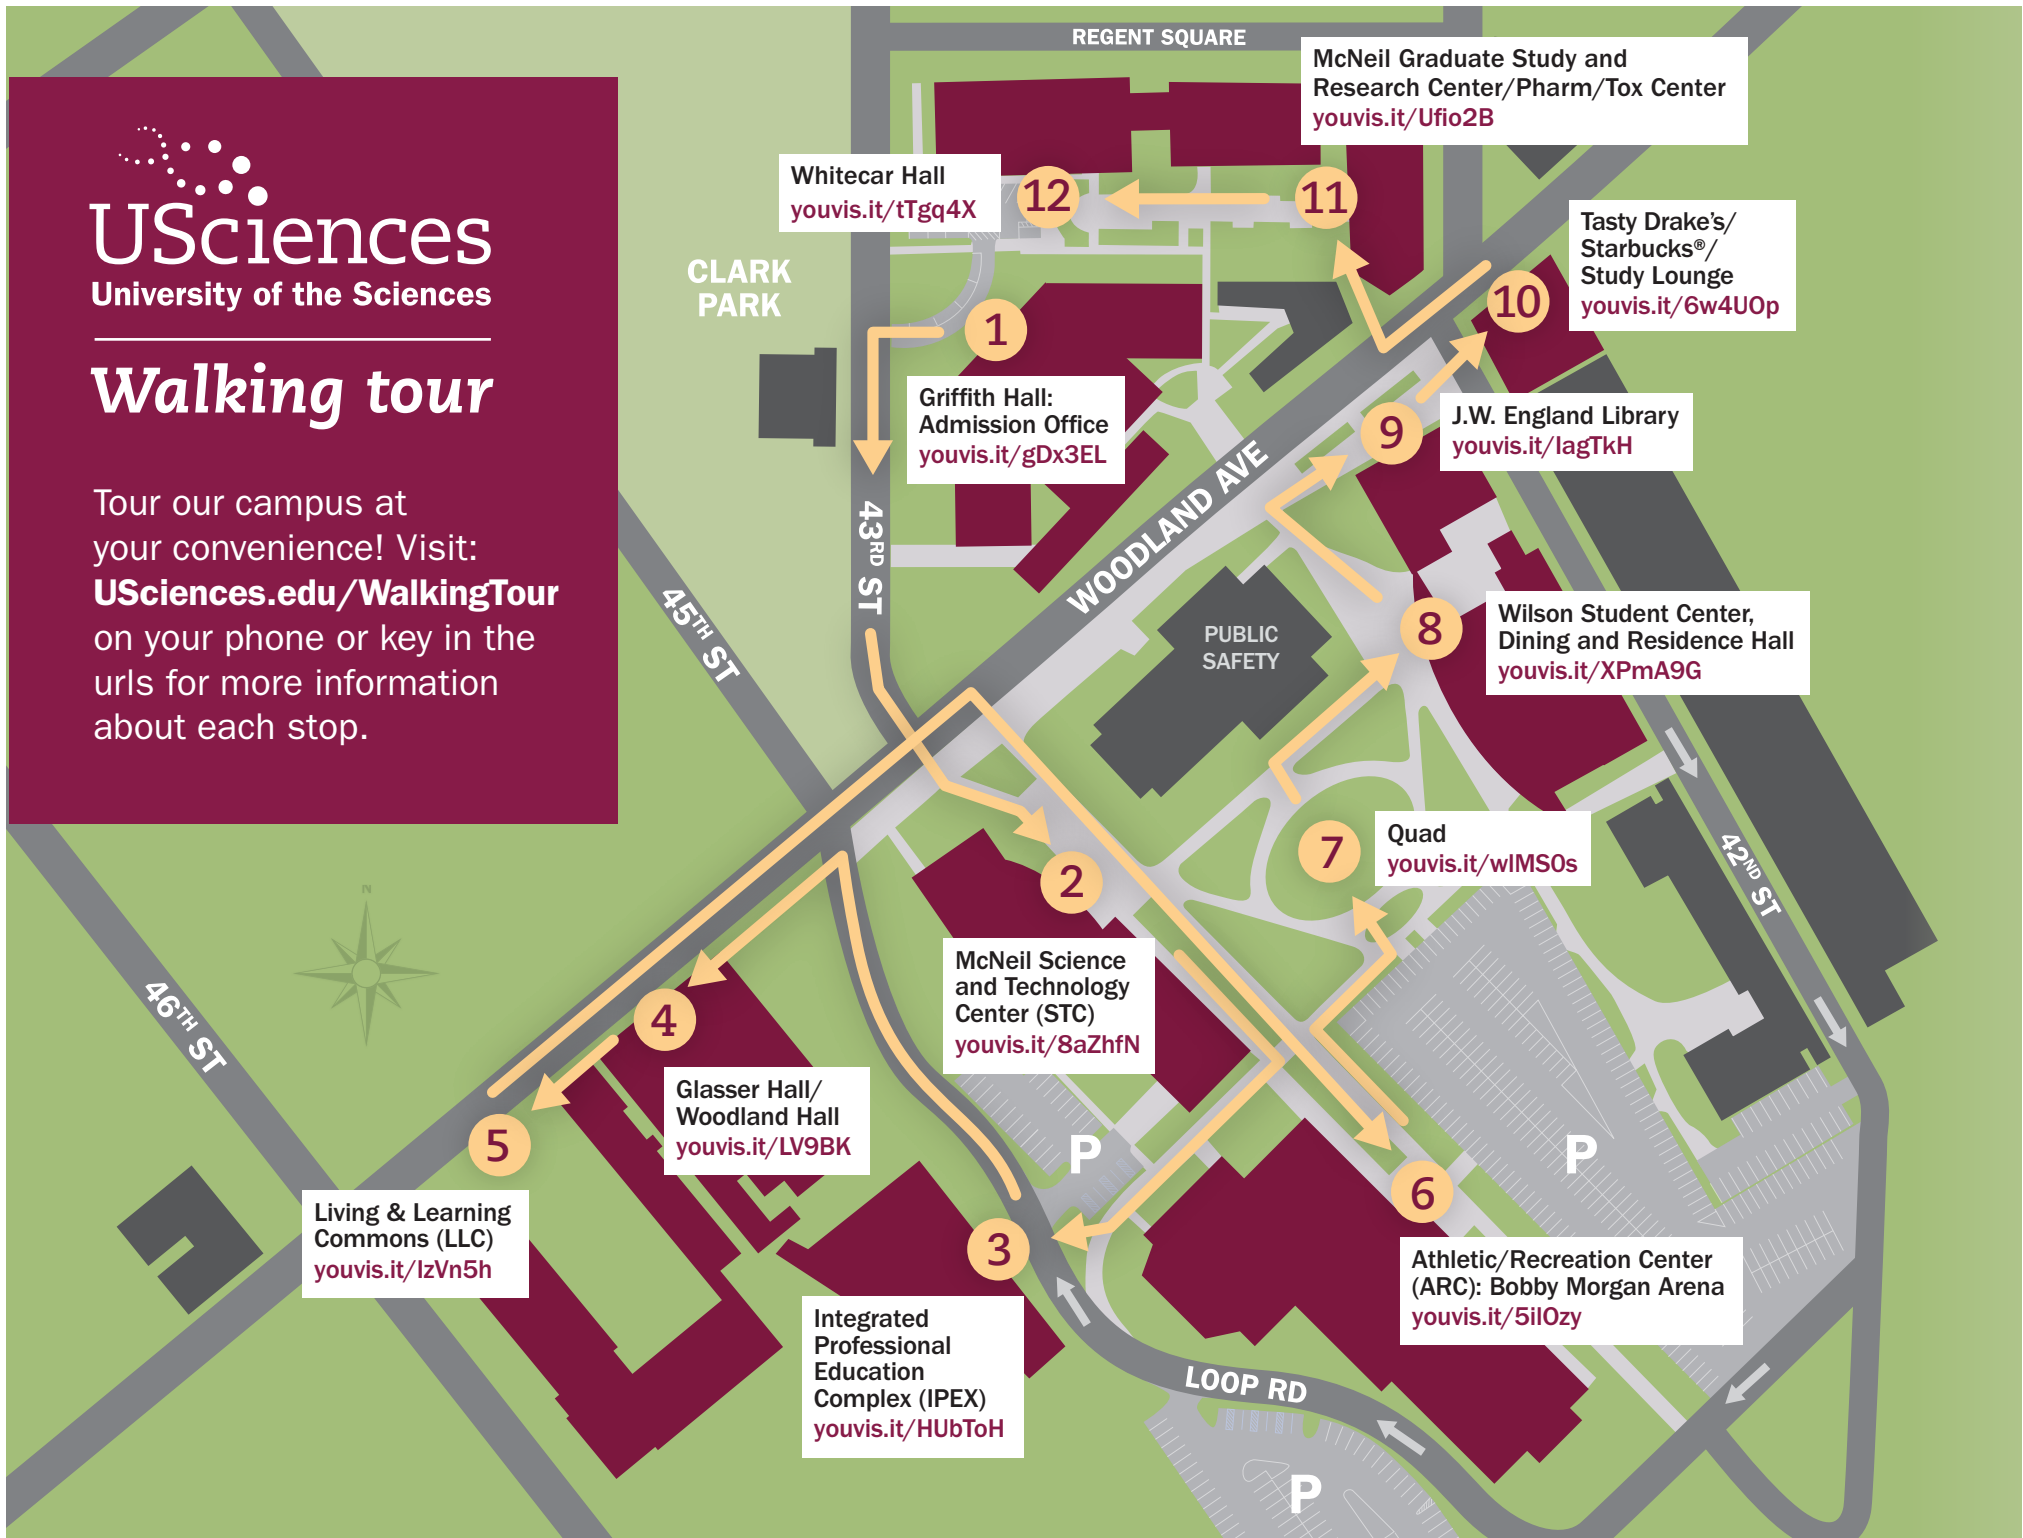 USciences
University of the Sciences
Walking tour
Tour our campus at
your convenience! Visit:
USciences.edu/WalkingTour
on your phone or key in the
urls for more information
about each stop.
REGENT SQUARE
McNeil Graduate Study and
Research Center/Pharm/Tox Center
youvis.it/Ufio2B
Whitecar Hall
youvis.it/tTgq4X
12
11
Tasty Drake's/
Starbucks®/
Study Lounge
youvis.it/6w4UOp
10
CLARK
PARK
1
Griffith Hall:
Admission Office
youvis.it/gDx3EL
9
J.W. England Library
youvis.it/IagTkH
43RD ST
WOODLAND AVE
45TH ST
PUBLIC
SAFETY
8
Wilson Student Center,
Dining and Residence Hall
youvis.it/XPmA9G
7
Quad
youvis.it/wIMS0s
42ND ST
2
McNeil Science
and Technology
Center (STC)
youvis.it/8aZhfN
N
46TH ST
4
Glasser Hall/
Woodland Hall
youvis.it/LV9BK
5
Living & Learning
Commons (LLC)
youvis.it/IzVn5h
P
P
6
Athletic/Recreation Center
(ARC): Bobby Morgan Arena
youvis.it/5ilOzy
3
Integrated
Professional
Education
Complex (IPEX)
youvis.it/HUbToH
LOOP RD
P